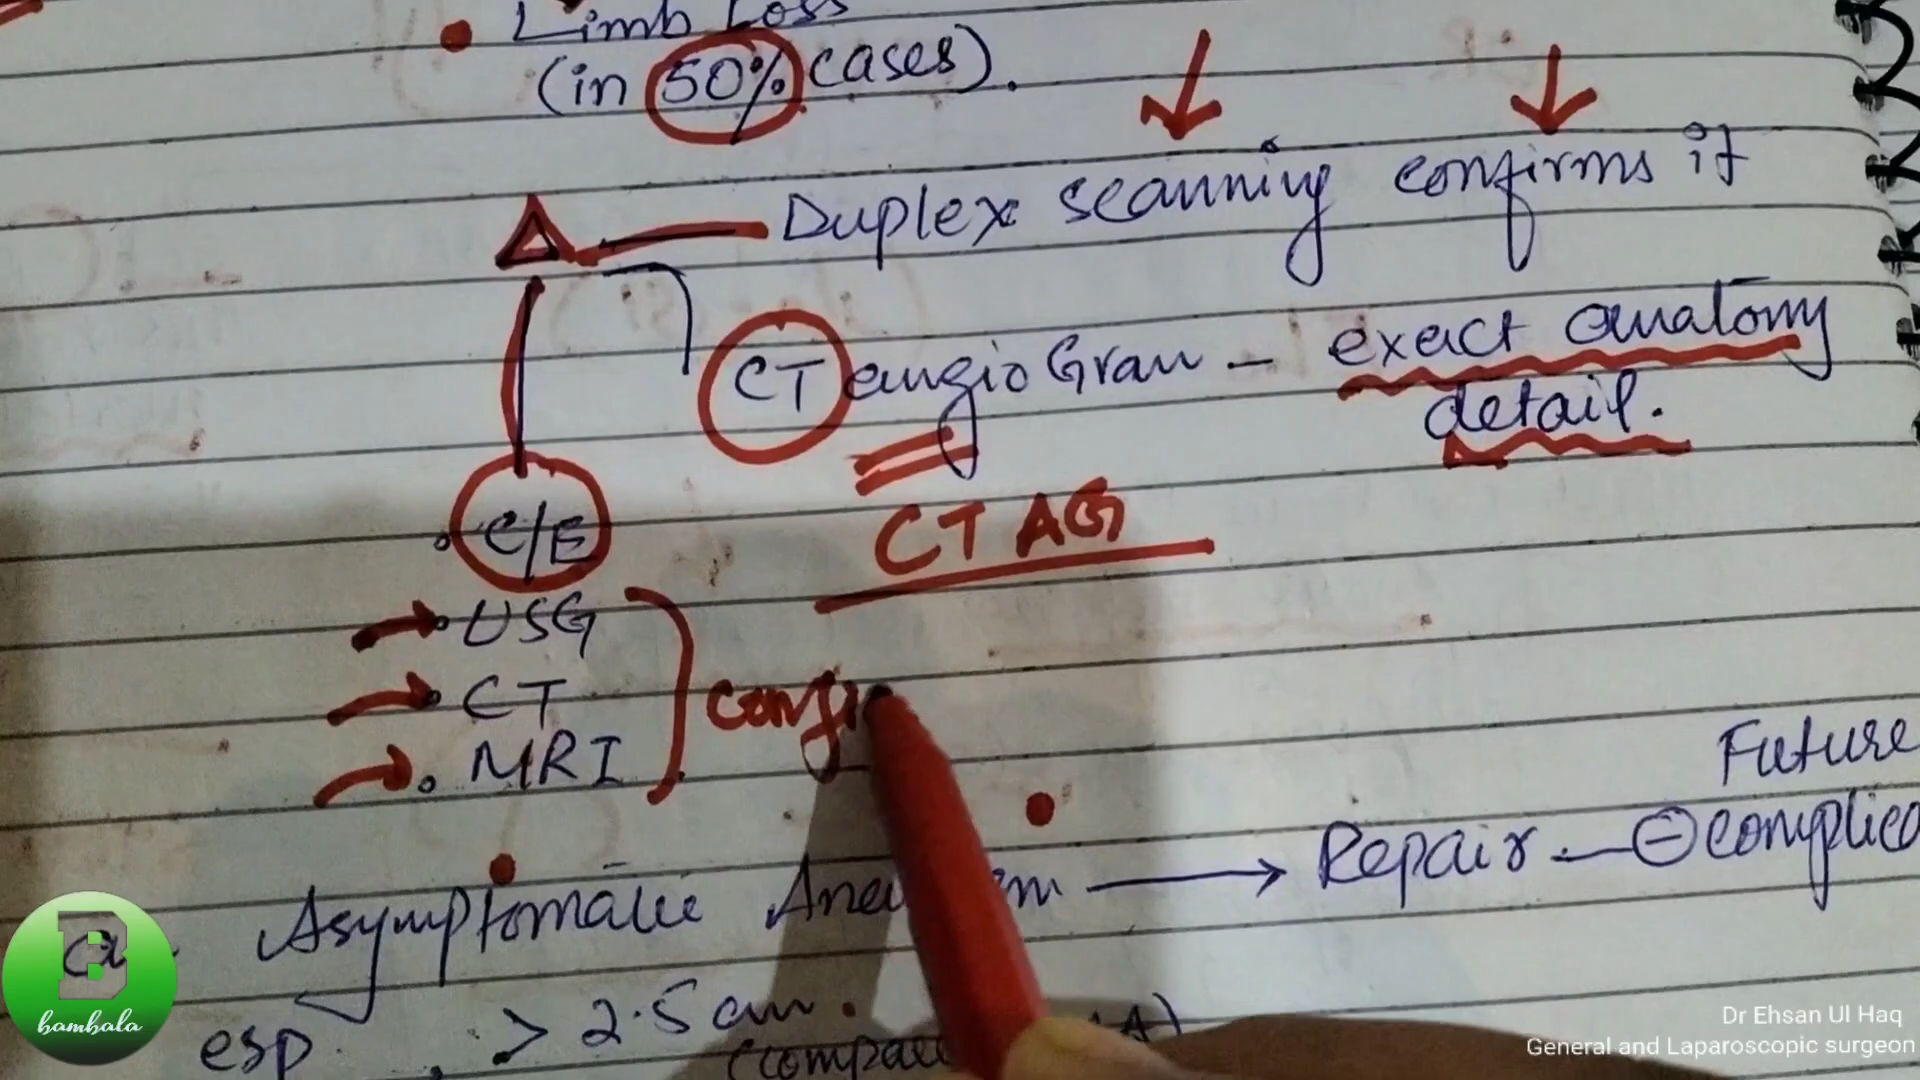 Limb Loss
(in 50% cases).
Δ — Duplex scanning confirms it
CT angioGram - exact anatomy
detail.
C/E
CT AG
USG
CT
MRI
Future
a. Asymptomatic → Repair — ⊖ complica
esp > 2.5 cm.
B
bambala
Dr Ehsan Ul Haq
General and Laparoscopic surgeon